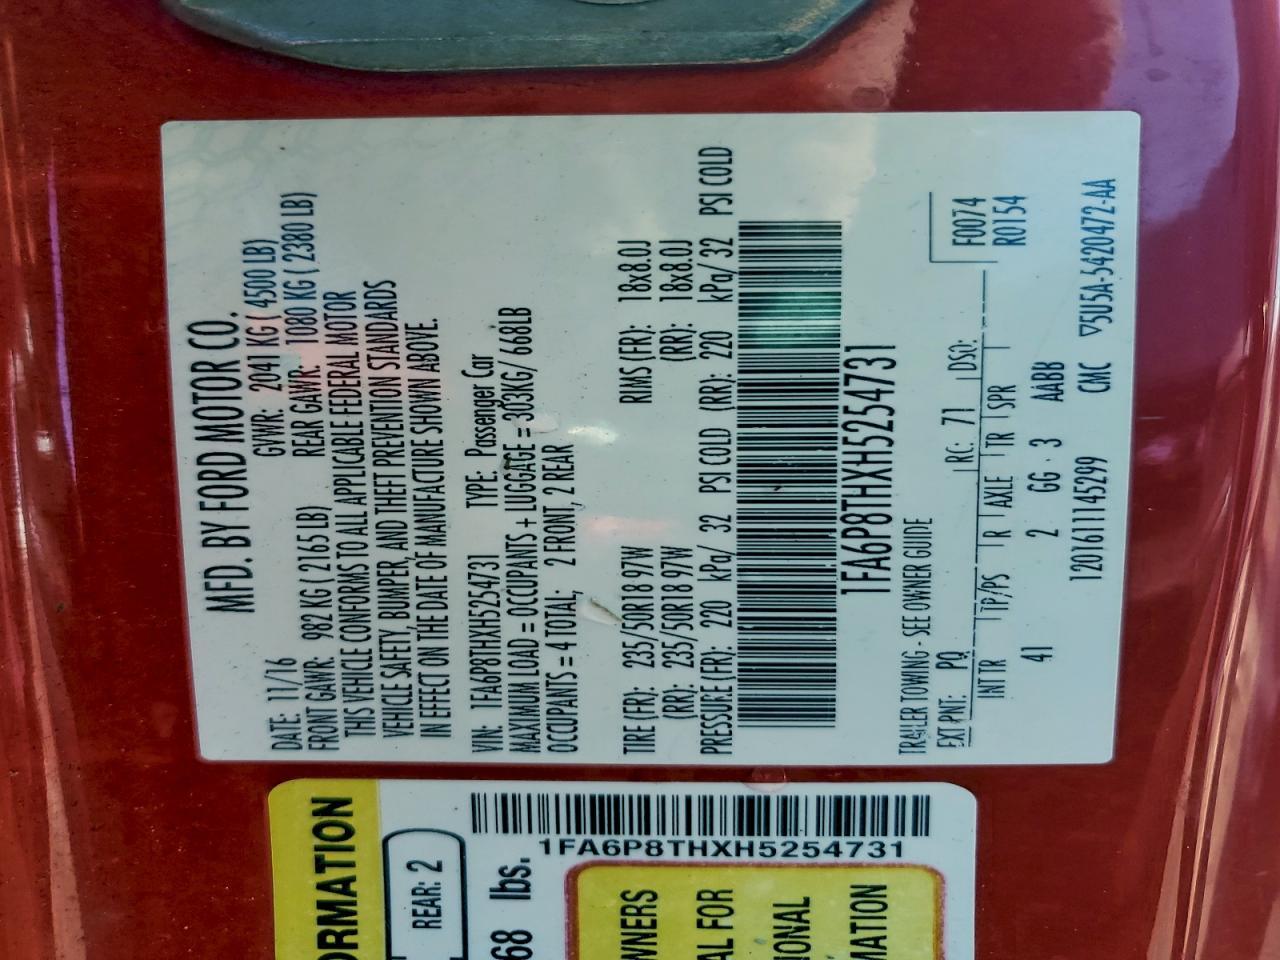 MFD. BY FORD MOTOR CO.
DATE: 11/16 GVWR: 2041 KG ( 4500 LB)
FRONT GAWR: 982 KG ( 2165 LB) REAR GAWR: 1080 KG ( 2380 LB)
THIS VEHICLE CONFORMS TO ALL APPLICABLE FEDERAL MOTOR
VEHICLE SAFETY, BUMPER, AND THEFT PREVENTION STANDARDS
IN EFFECT ON THE DATE OF MANUFACTURE SHOWN ABOVE.
VIN: 1FA6P8THXH5254731 TYPE: Passenger Car
MAXIMUM LOAD = OCCUPANTS + LUGGAGE = 303KG/ 668LB
OCCUPANTS = 4 TOTAL; 2 FRONT, 2 REAR
TIRE (FR): 235/50R18 97W RIMS (FR): 18x8.0J
(RR): 235/50R18 97W (RR): 18x8.0J
PRESSURE (FR): 220 kPa/ 32 PSI COLD (RR): 220 kPa/ 32 PSI COLD
1FA6P8THXH5254731
TRAILER TOWING - SEE OWNER GUIDE
F0074
EXT PNT: PQ RC: 71 DSO: R0154
INT TR TP/PS R AXLE TR SPR
41 2 GG 3 AABB
12016111145299 CMC ▽5U5A-5420472-AA
ORMATION
REAR: 2
68 lbs.
1FA6P8THXH5254731
WNERS
AL FOR
IONAL
MATION